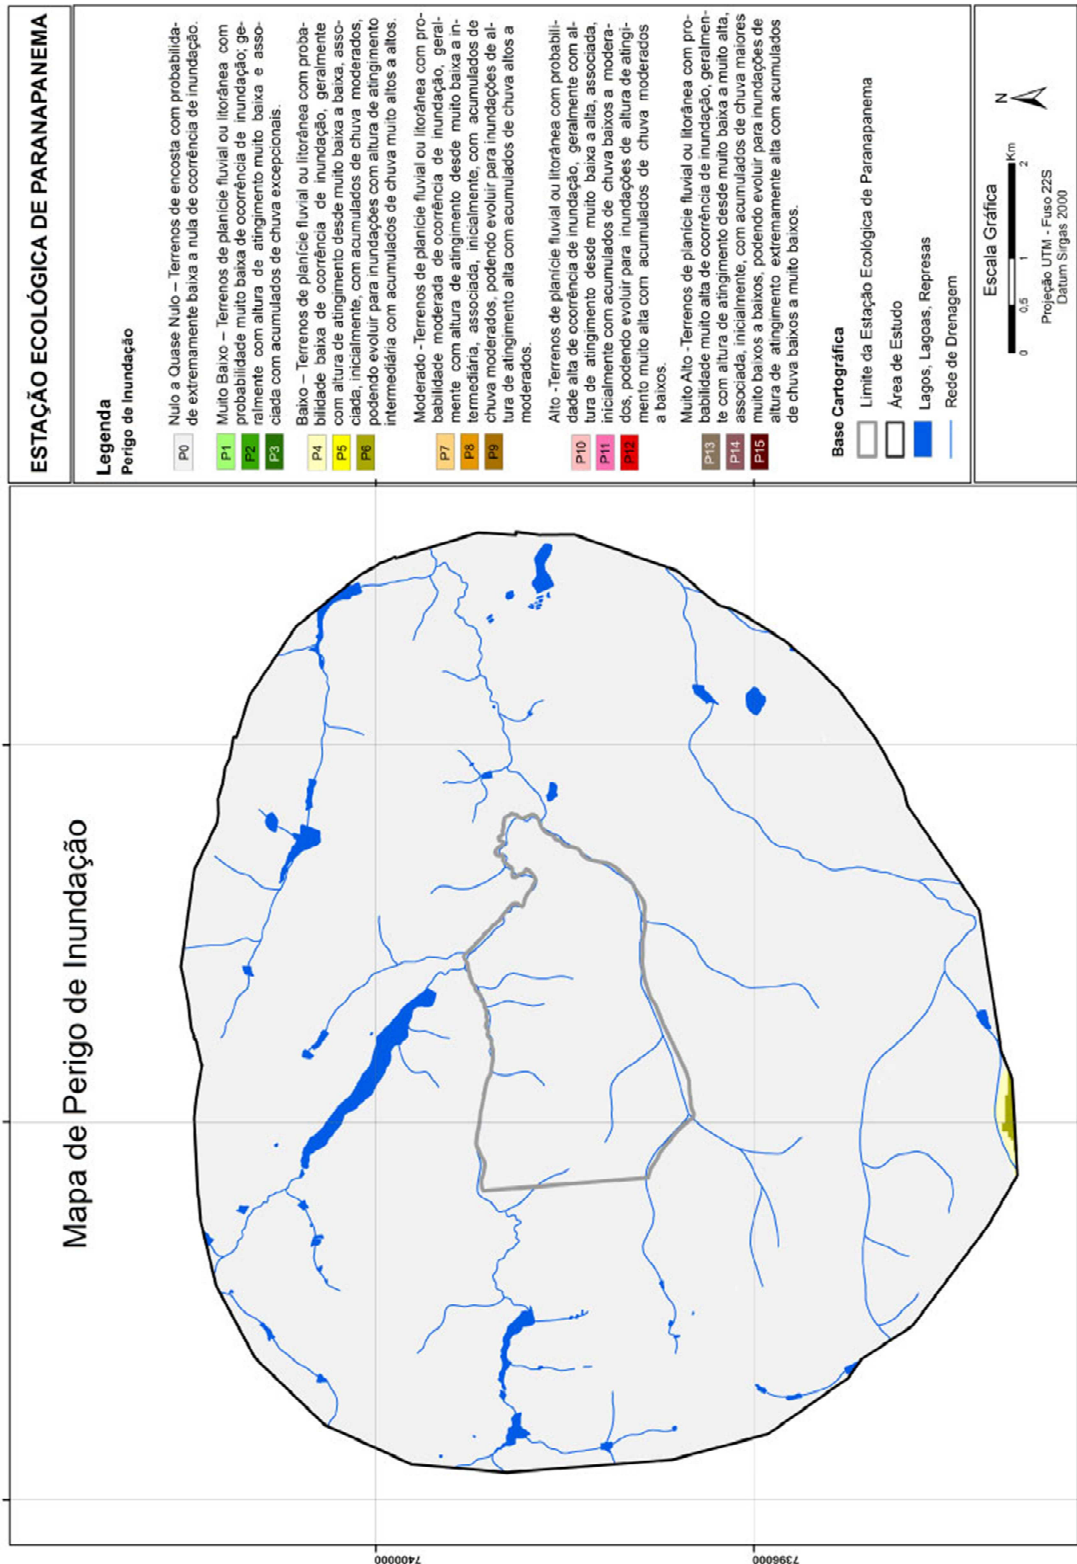 Mapa de Perigo de Inundação
7400000
7396000
ESTAÇÃO ECOLÓGICA DE PARANAPANEMA
Legenda
Perigo de Inundação
P0
Nulo a Quase Nulo – Terrenos de encosta com probabilida-
de extremamente baixa a nula de ocorrência de inundação.
P1
P2
P3
Muito Baixo – Terrenos de planície fluvial ou litorânea com
probabilidade muito baixa de ocorrência de inundação; ge-
ralmente com altura de atingimento muito baixa e asso-
ciada com acumulados de chuva excepcionais.
P4
P5
P6
Baixo – Terrenos de planície fluvial ou litorânea com proba-
bilidade baixa de ocorrência de inundação, geralmente
com altura de atingimento desde muito baixa a baixa, asso-
ciada, inicialmente, com acumulados de chuva moderados,
podendo evoluir para inundações com altura de atingimento
intermediária com acumulados de chuva muito altos a altos.
P7
P8
P9
Moderado -Terrenos de planície fluvial ou litorânea com pro-
babilidade moderada de ocorrência de inundação, geral-
mente com altura de atingimento desde muito baixa a in-
termediária, associada, inicialmente, com acumulados de
chuva moderados, podendo evoluir para inundações de al-
tura de atingimento alta com acumulados de chuva altos a
moderados.
P10
P11
P12
Alto -Terrenos de planície fluvial ou litorânea com probabili-
dade alta de ocorrência de inundação, geralmente com al-
tura de atingimento desde muito baixa a alta, associada,
inicialmente com acumulados de chuva baixos a modera-
dos, podendo evoluir para inundações de altura de atingi-
mento muito alta com acumulados de chuva moderados
a baixos.
P13
P14
P15
Muito Alto -Terrenos de planície fluvial ou litorânea com pro-
babilidade muito alta de ocorrência de inundação, geralmen-
te com altura de atingimento desde muito baixa a muito alta,
associada, inicialmente, com acumulados de chuva maiores
muito baixos a baixos, podendo evoluir para inundações de
altura de atingimento extremamente alta com acumulados
de chuva baixos a muito baixos.
Base Cartográfica
Limite da Estação Ecológica de Paranapanema
Área de Estudo
Lagos, Lagoas, Represas
Rede de Drenagem
Escala Gráfica
0 0,5 1 2
Km
N
Projeção UTM - Fuso 22S
Datum Sirgas 2000